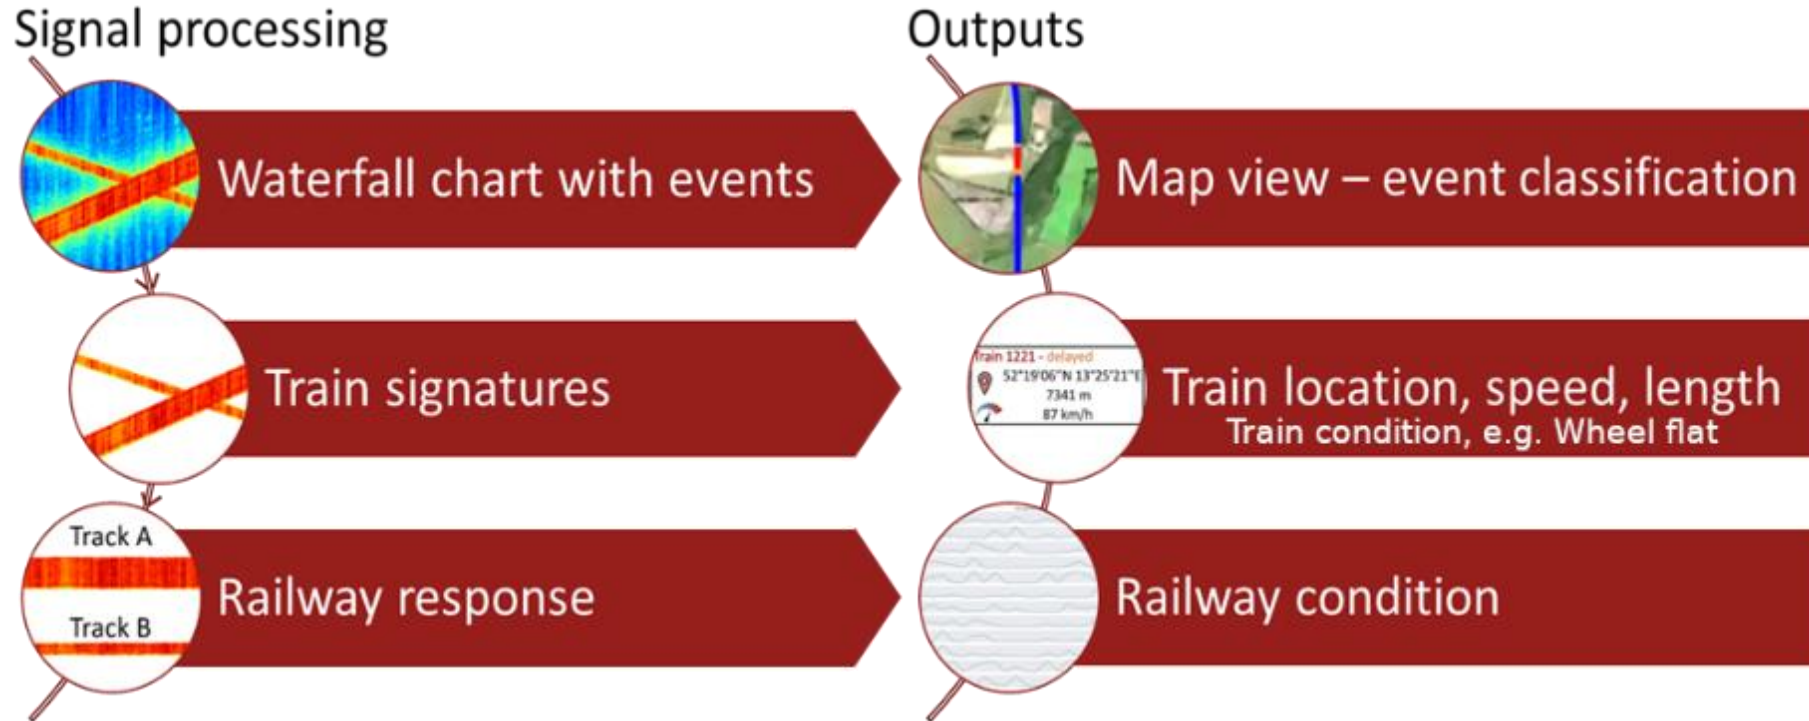 Signal processing
Waterfall chart with events
Train signatures
Track A
Track B
Railway response
Outputs
Map view – event classification
Train 1221 - delayed
52°19'06"N 13°25'21"E
7341 m
87 km/h
Train location, speed, length
Train condition, e.g. Wheel flat
Railway condition